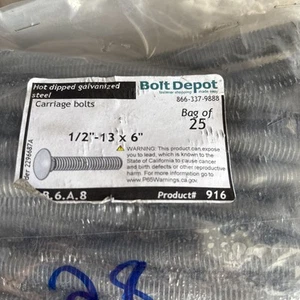 Hot dipped galvanized
steel
Carriage bolts
Bolt Depot
866-337-9888
Bag of
25
1/2"-13 x 6"
WARNING: This product can expose
you to lead, which is known to the
State of California to cause cancer
and birth defects or other reproductive
harm. For more information go to
www.P65Warnings.ca.gov.
.6.A.8
Product# 916
28